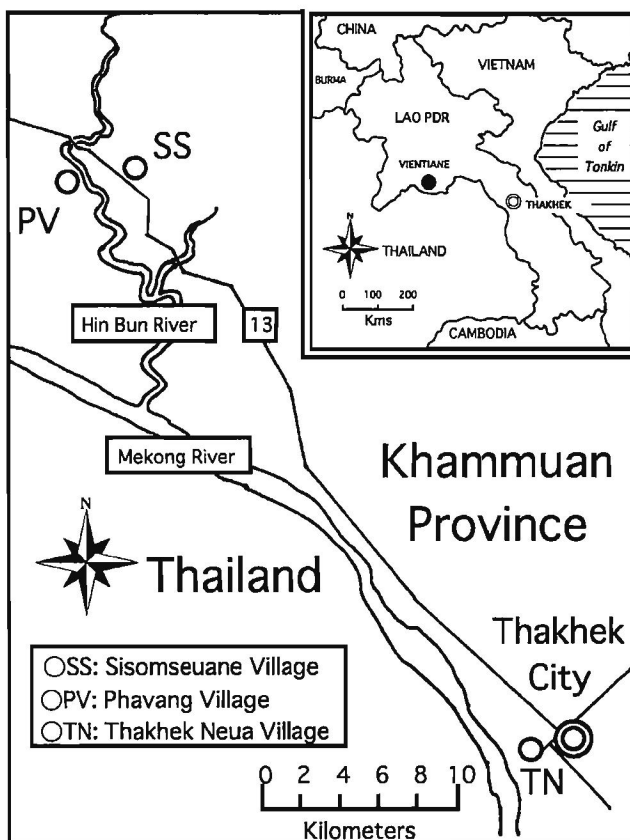 SS
PV
Hin Bun River
13
Mekong River
Khammuan
Province
N
Thailand
Thakhek
City
TN
○SS: Sisomseuane Village
○PV: Phavang Village
○TN: Thakhek Neua Village
0 2 4 6 8 10
Kilometers
CHINA
BURMA
VIETNAM
LAO PDR
Gulf
of
Tonkin
VIENTIANE
THAKHEK
N
THAILAND
0 100 200
Kms
CAMBODIA